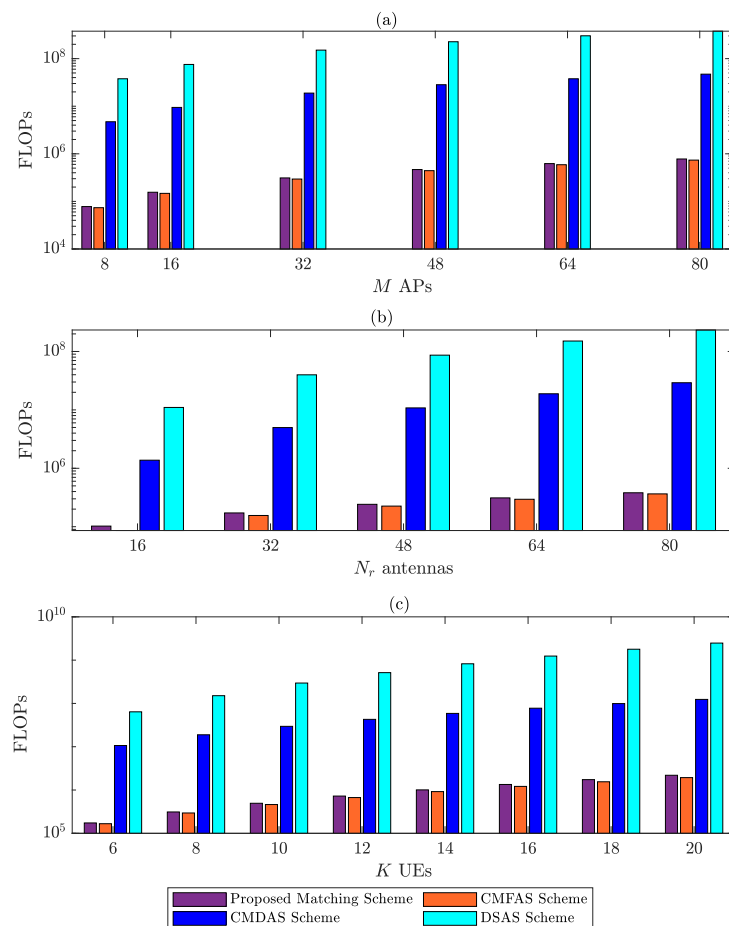 (a)
10^8
10^6
10^4
FLOPs
8 16 32 48 64 80
M APs
(b)
10^8
10^6
FLOPs
16 32 48 64 80
N_r antennas
(c)
10^10
10^5
FLOPs
6 8 10 12 14 16 18 20
K UEs
Proposed Matching Scheme CMFAS Scheme
CMDAS Scheme DSAS Scheme